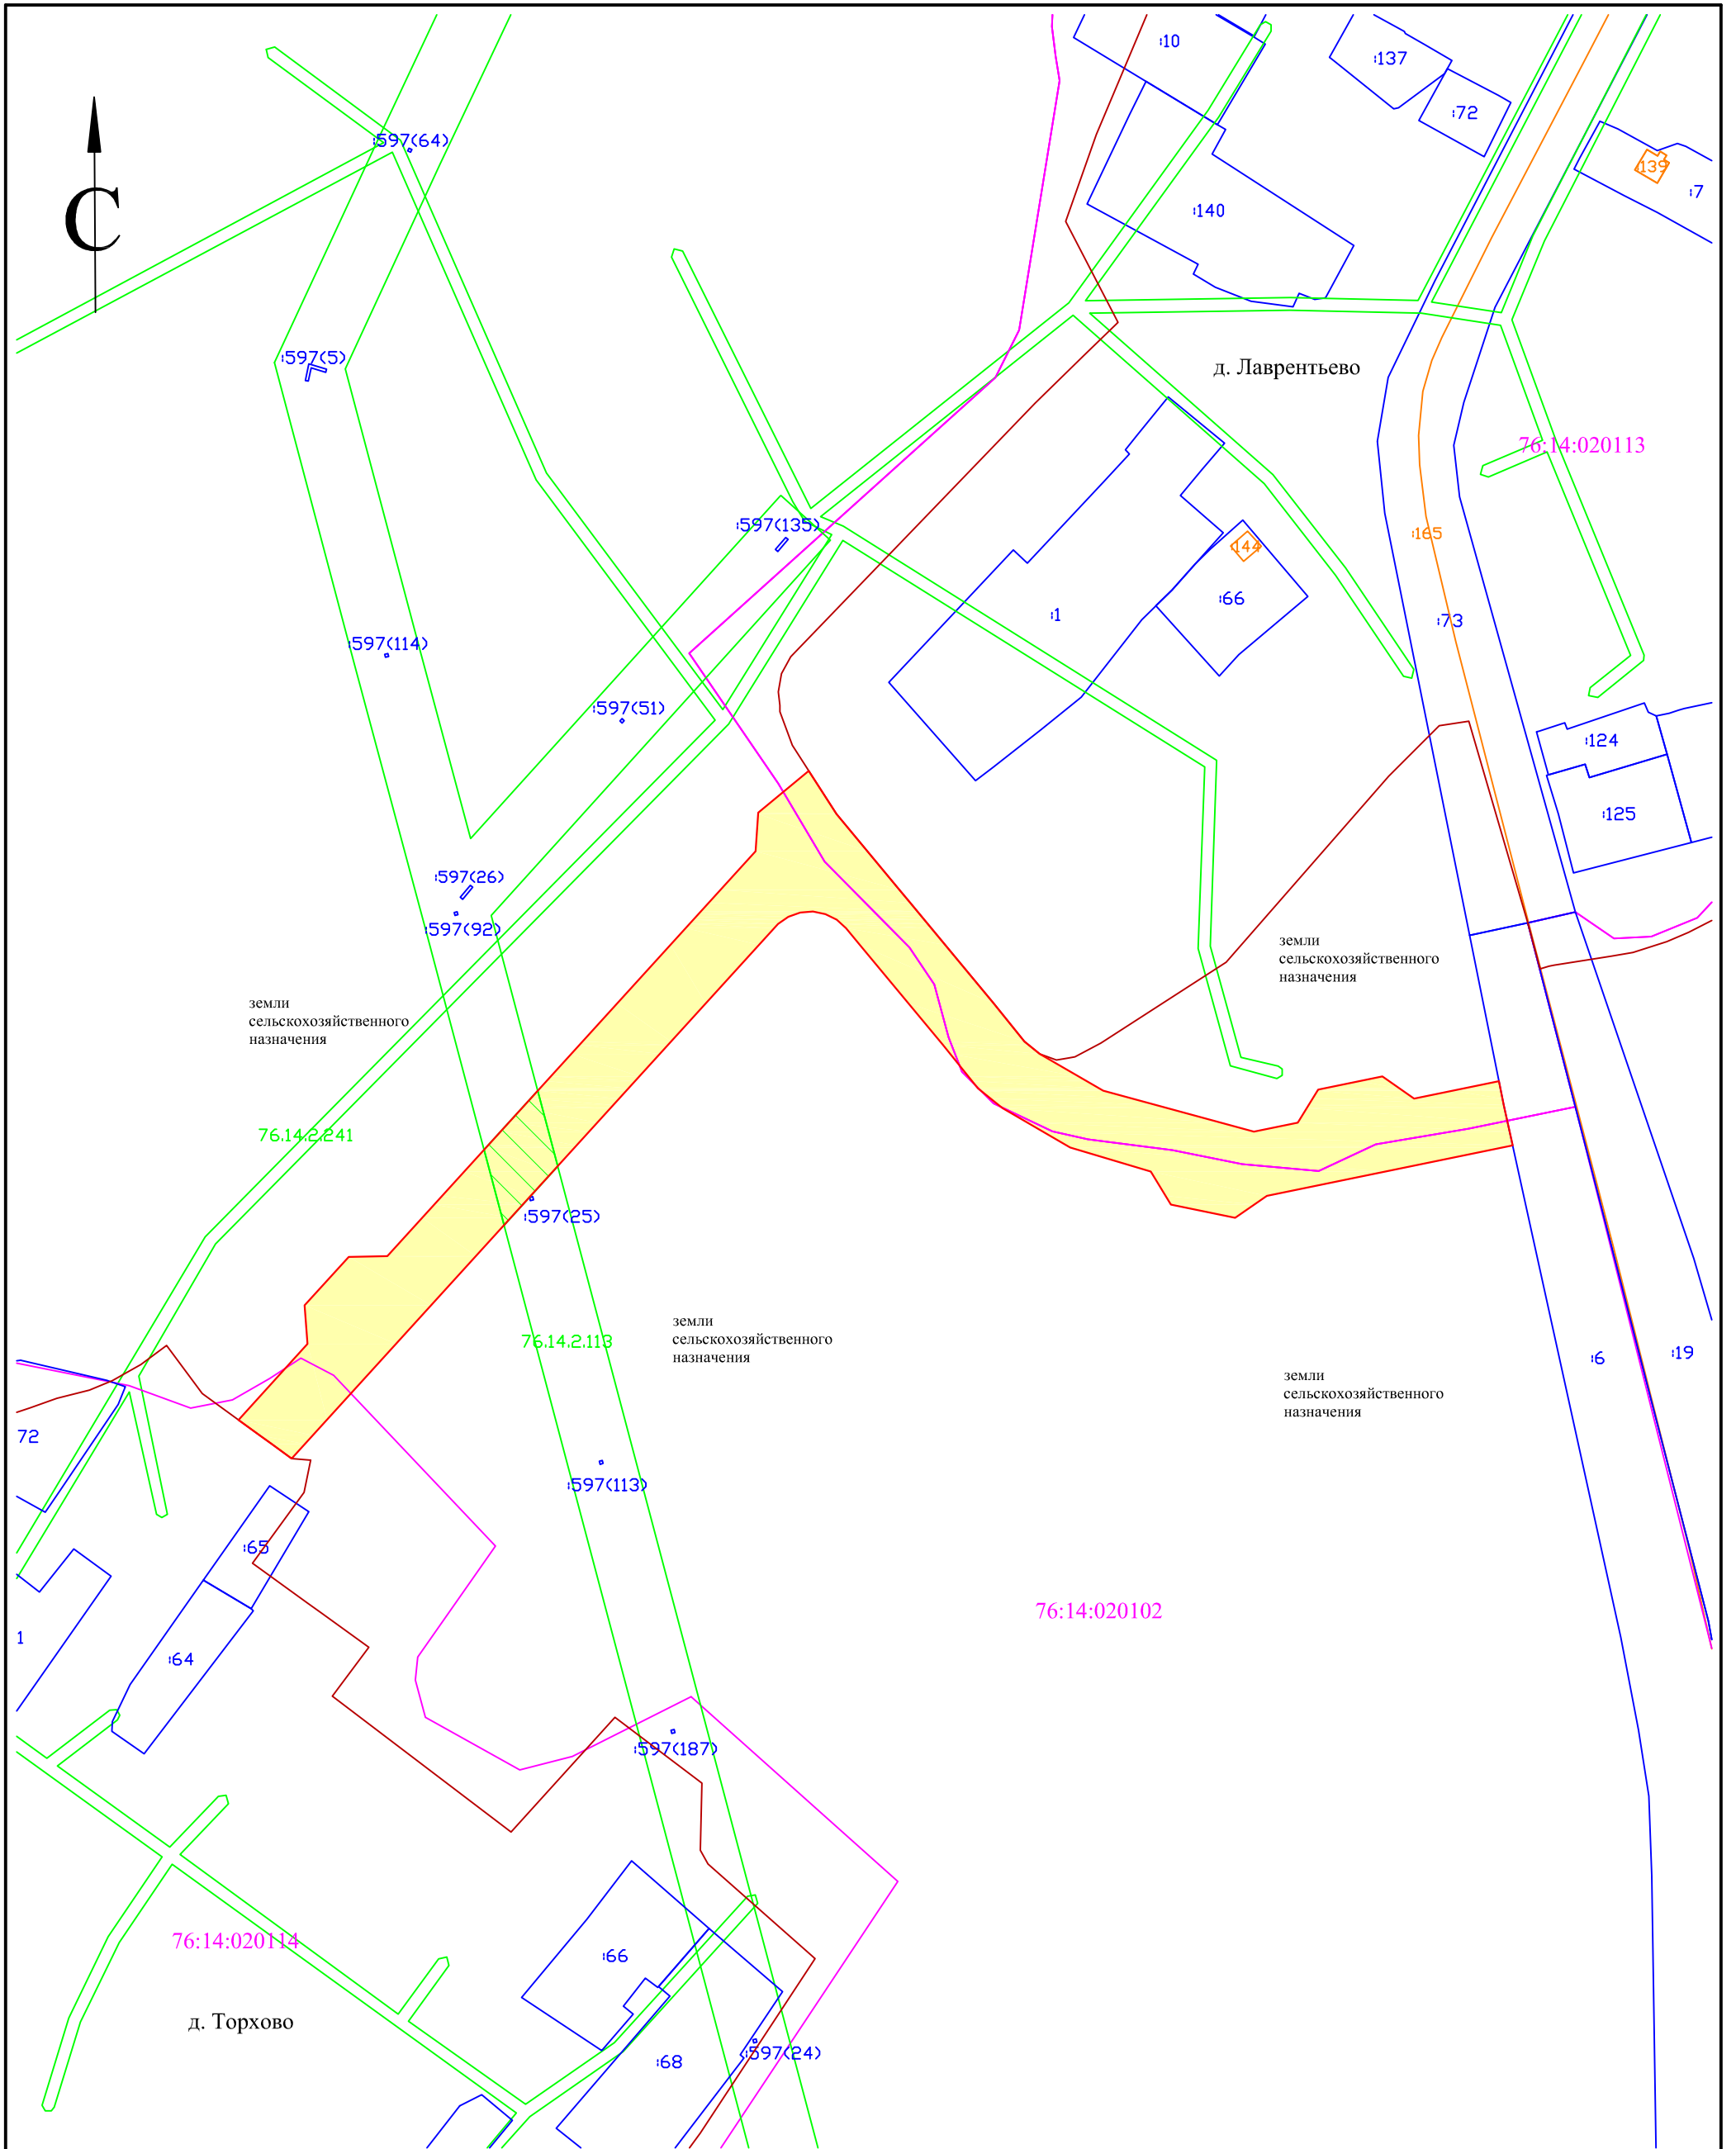 :10
:137
:72
:597(64)
:139
:7
:140
С
:597(5)
д. Лаврентьево
76:14:020113
:597(135)
:165
:144
:66
:1
:73
:597(114)
:597(51)
:124
:125
:597(26)
:597(92)
земли
сельскохозяйственного
назначения
земли
сельскохозяйственного
назначения
76.14.2.241
:597(25)
76.14.2.113
земли
сельскохозяйственного
назначения
:6
:19
земли
сельскохозяйственного
назначения
72
:597(113)
:65
76:14:020102
1
:64
:597(187)
76:14:020114
:66
д. Торхово
:597(24)
:68